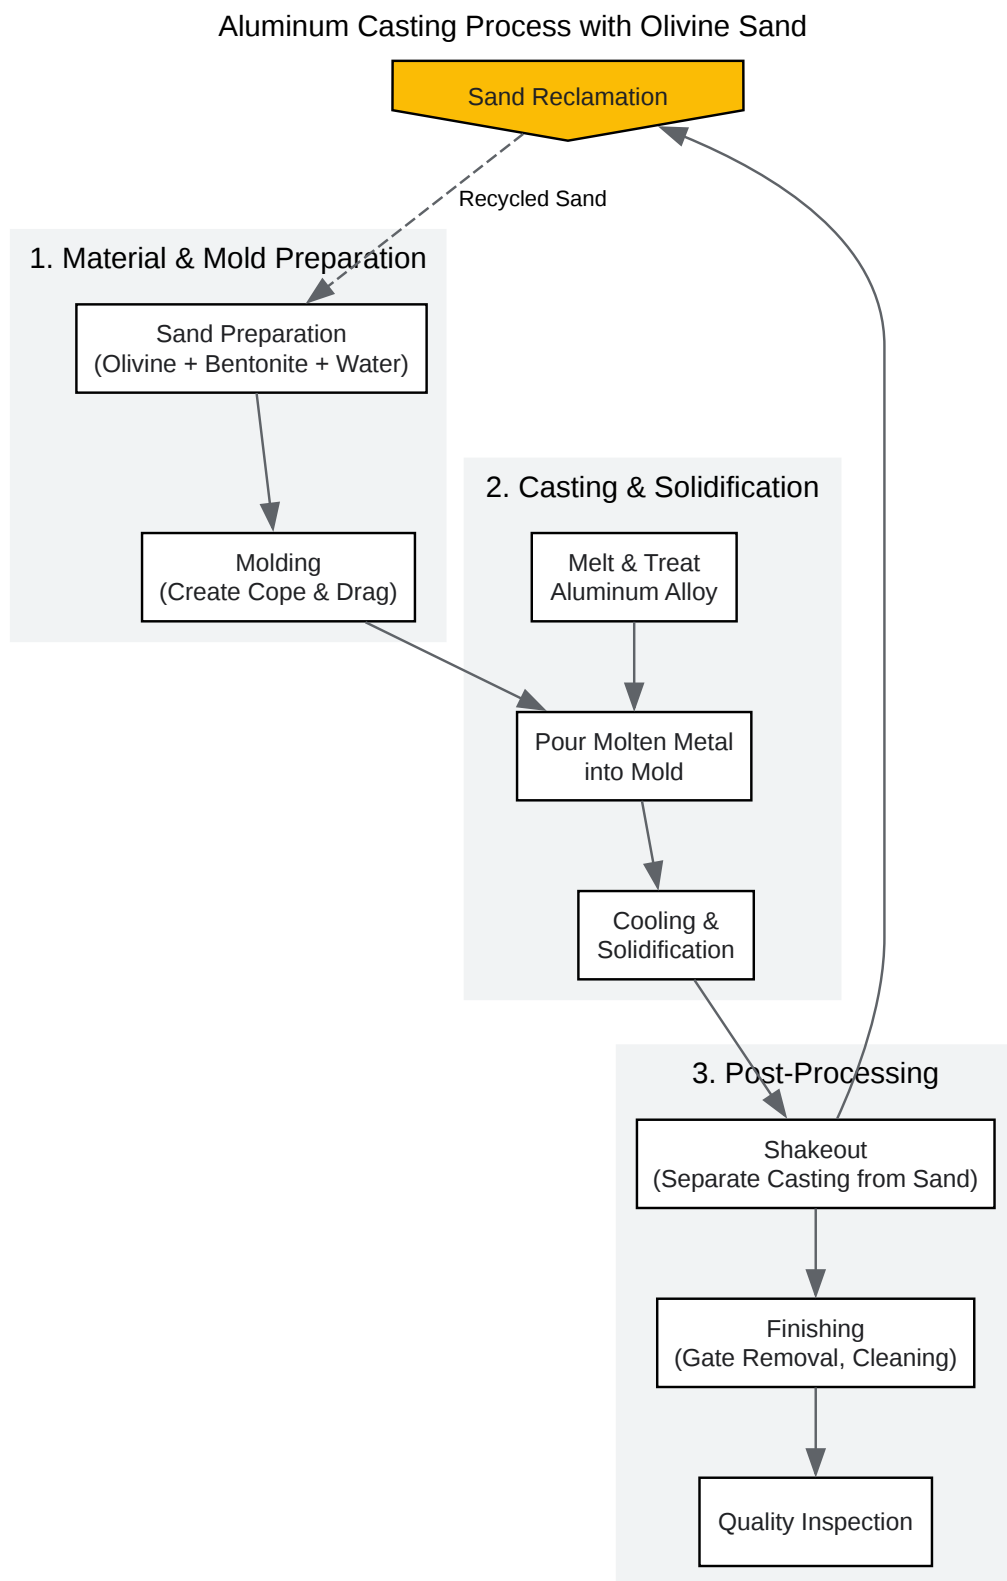 Aluminum Casting Process with Olivine Sand
Sand Reclamation
Recycled Sand
1. Material & Mold Preparation
Sand Preparation
(Olivine + Bentonite + Water)
Molding
(Create Cope & Drag)
2. Casting & Solidification
Melt & Treat
Aluminum Alloy
Pour Molten Metal
into Mold
Cooling &
Solidification
3. Post-Processing
Shakeout
(Separate Casting from Sand)
Finishing
(Gate Removal, Cleaning)
Quality Inspection